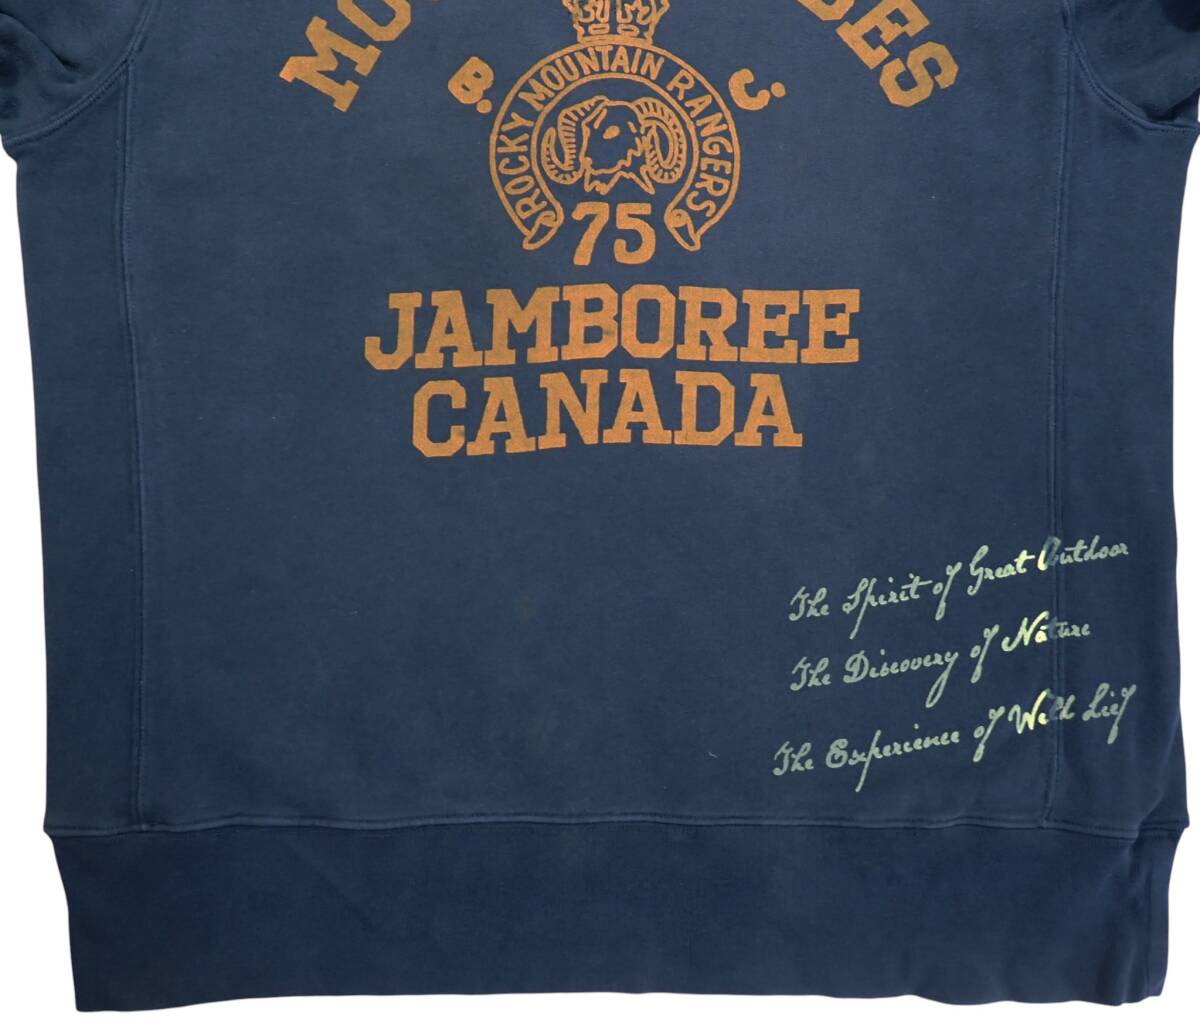 B. J.
ROCKY MOUNTAIN RANGERS
75
JAMBOREE
CANADA
The Spirit of Great Outdoor
The Discovery of Nature
The Experience of Wild Lief